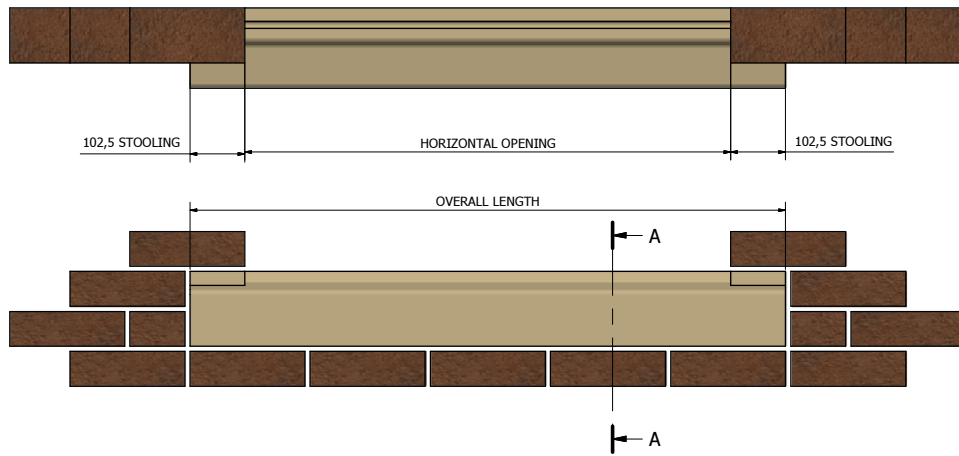 102,5 STOOLING
HORIZONTAL OPENING
102,5 STOOLING
OVERALL LENGTH
A
A